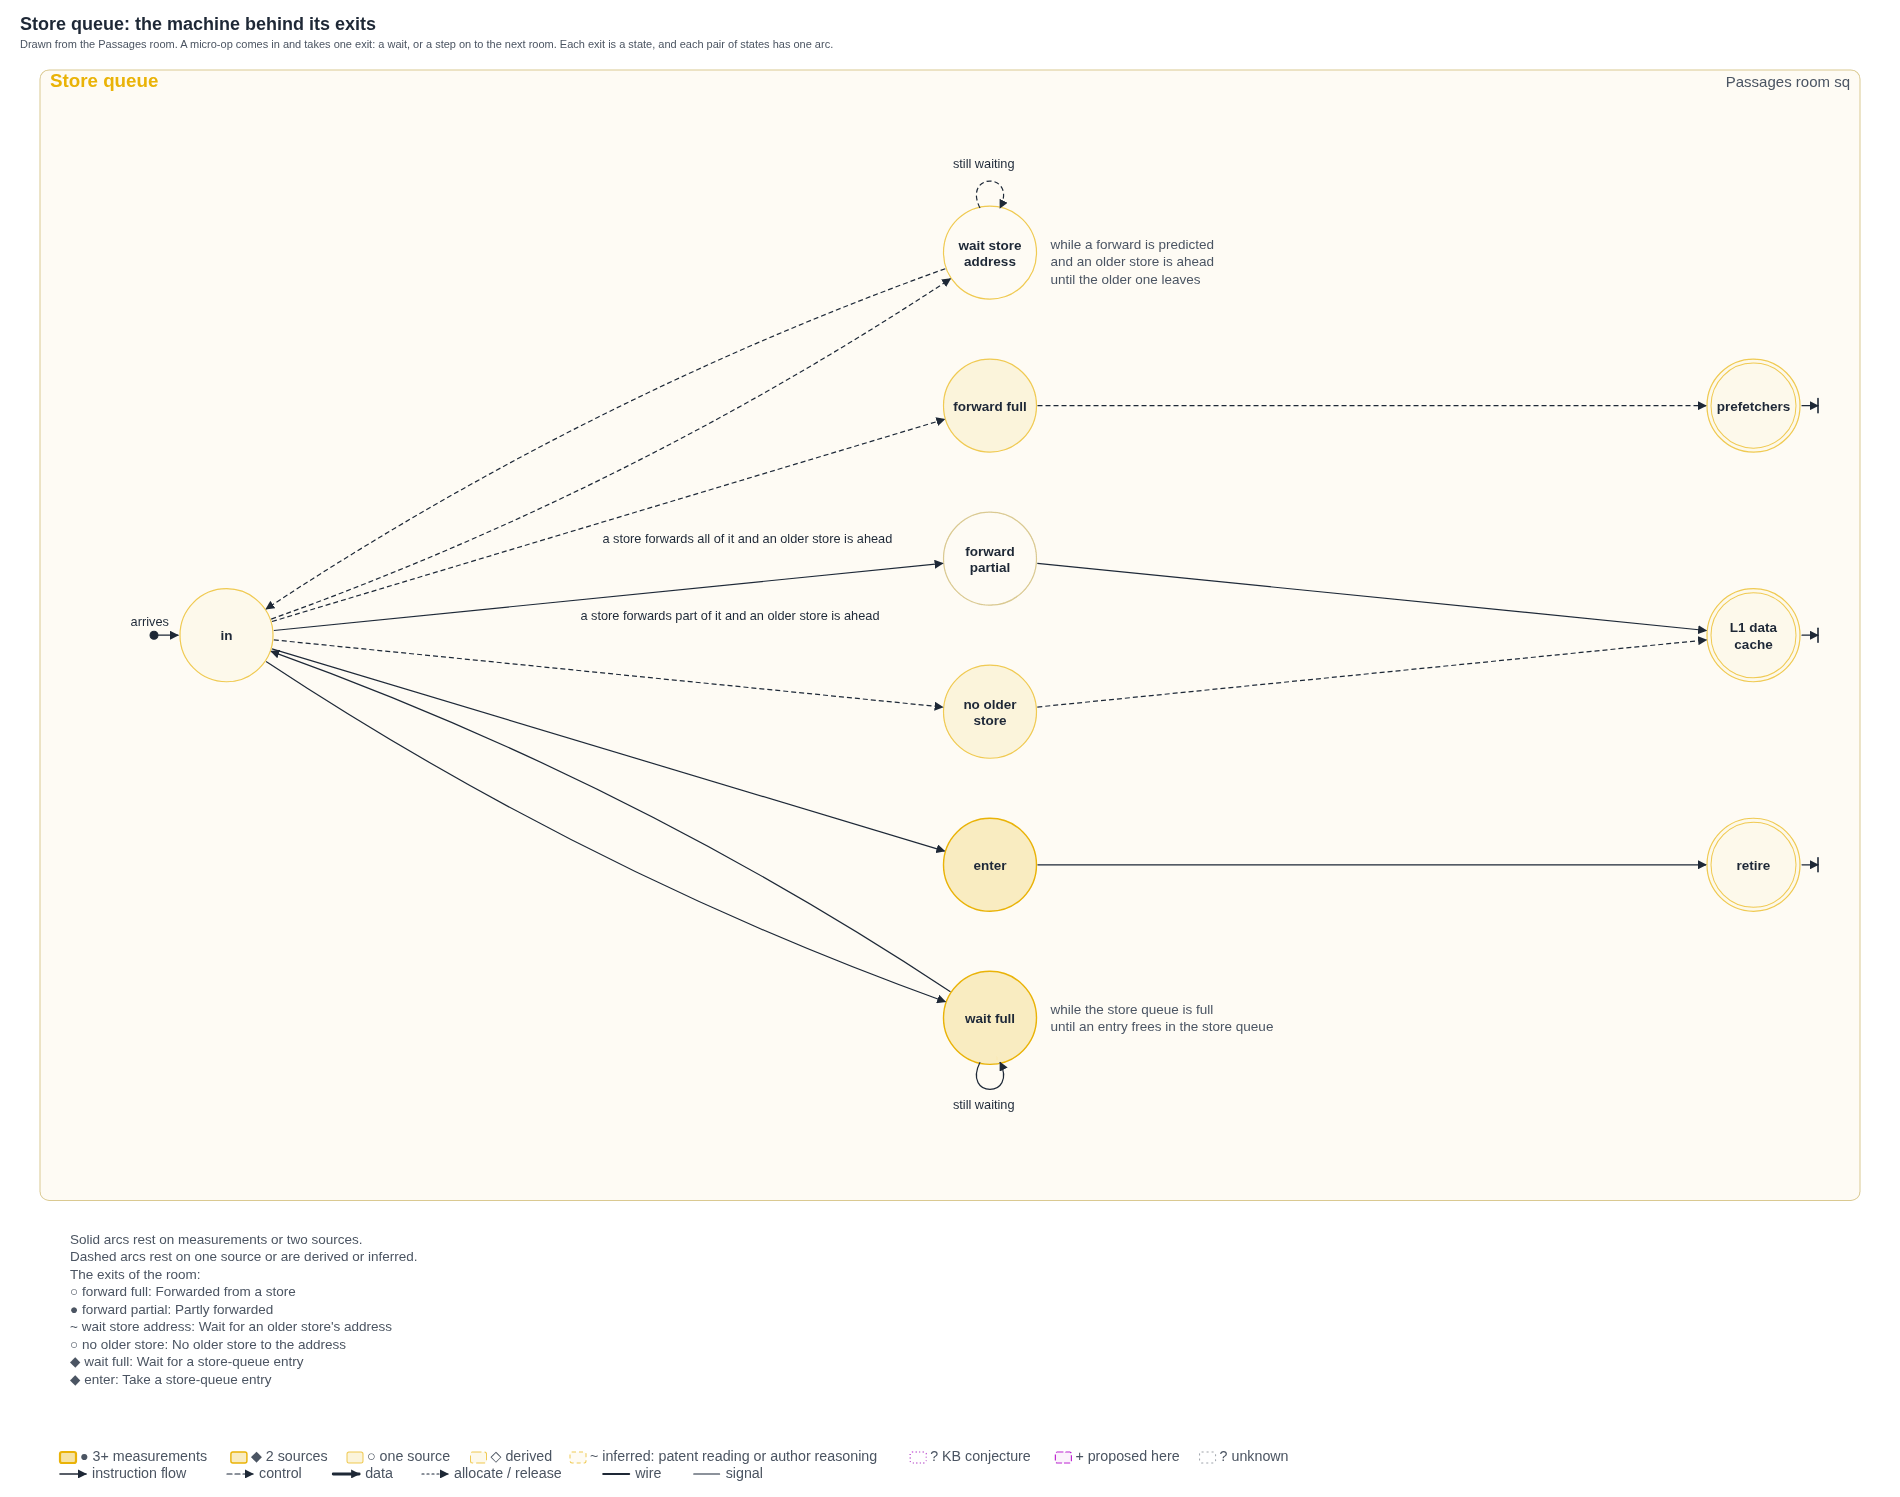 Store queue: the machine behind its exits
Drawn from the Passages room. A micro-op comes in and takes one exit: a wait, or a step on to the next room. Each exit is a state, and each pair of states has one arc.
Store queue
Passages room sq
still waiting
wait store
address
while a forward is predicted
and an older store is ahead
until the older one leaves
forward full
prefetchers
a store forwards all of it and an older store is ahead
forward
partial
a store forwards part of it and an older store is ahead
arrives
in
L1 data
cache
no older
store
enter
retire
wait full
while the store queue is full
until an entry frees in the store queue
still waiting
Solid arcs rest on measurements or two sources.
Dashed arcs rest on one source or are derived or inferred.
The exits of the room:
○ forward full: Forwarded from a store
● forward partial: Partly forwarded
~ wait store address: Wait for an older store's address
○ no older store: No older store to the address
◆ wait full: Wait for a store-queue entry
◆ enter: Take a store-queue entry
● 3+ measurements ◆ 2 sources ○ one source ◇ derived ~ inferred: patent reading or author reasoning ? KB conjecture + proposed here ? unknown
instruction flow control data allocate / release wire signal